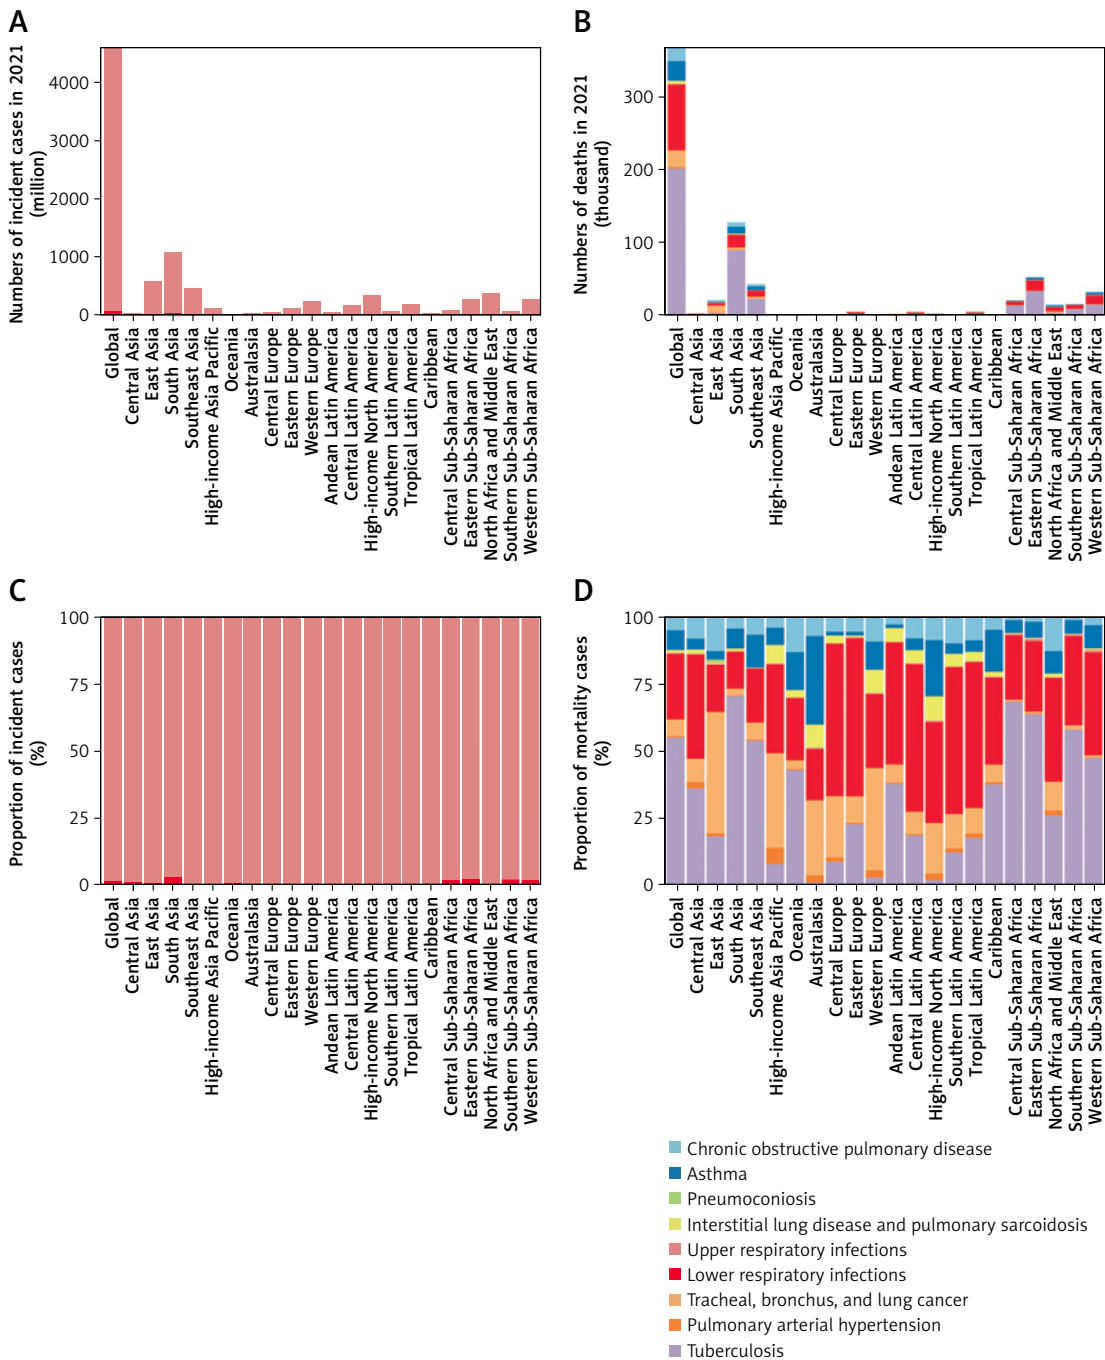 A
Numbers of incident cases in 2021
(million)
4000
3000
2000
1000
0
Global
Central Asia
East Asia
South Asia
Southeast Asia
High-income Asia Pacific
Oceania
Australasia
Central Europe
Eastern Europe
Western Europe
Andean Latin America
Central Latin America
High-income North America
Southern Latin America
Tropical Latin America
Caribbean
Central Sub-Saharan Africa
Eastern Sub-Saharan Africa
North Africa and Middle East
Southern Sub-Saharan Africa
Western Sub-Saharan Africa
B
Numbers of deaths in 2021
(thousand)
300
200
100
0
Global
Central Asia
East Asia
South Asia
Southeast Asia
High-income Asia Pacific
Oceania
Australasia
Central Europe
Eastern Europe
Western Europe
Andean Latin America
Central Latin America
High-income North America
Southern Latin America
Tropical Latin America
Caribbean
Central Sub-Saharan Africa
Eastern Sub-Saharan Africa
North Africa and Middle East
Southern Sub-Saharan Africa
Western Sub-Saharan Africa
C
Proportion of incident cases
(%)
100
75
50
25
0
Global
Central Asia
East Asia
South Asia
Southeast Asia
High-income Asia Pacific
Oceania
Australasia
Central Europe
Eastern Europe
Western Europe
Andean Latin America
Central Latin America
High-income North America
Southern Latin America
Tropical Latin America
Caribbean
Central Sub-Saharan Africa
Eastern Sub-Saharan Africa
North Africa and Middle East
Southern Sub-Saharan Africa
Western Sub-Saharan Africa
D
Proportion of mortality cases
(%)
100
75
50
25
0
Global
Central Asia
East Asia
South Asia
Southeast Asia
High-income Asia Pacific
Oceania
Australasia
Central Europe
Eastern Europe
Western Europe
Andean Latin America
Central Latin America
High-income North America
Southern Latin America
Tropical Latin America
Caribbean
Central Sub-Saharan Africa
Eastern Sub-Saharan Africa
North Africa and Middle East
Southern Sub-Saharan Africa
Western Sub-Saharan Africa
Chronic obstructive pulmonary disease
Asthma
Pneumoconiosis
Interstitial lung disease and pulmonary sarcoidosis
Upper respiratory infections
Lower respiratory infections
Tracheal, bronchus, and lung cancer
Pulmonary arterial hypertension
Tuberculosis